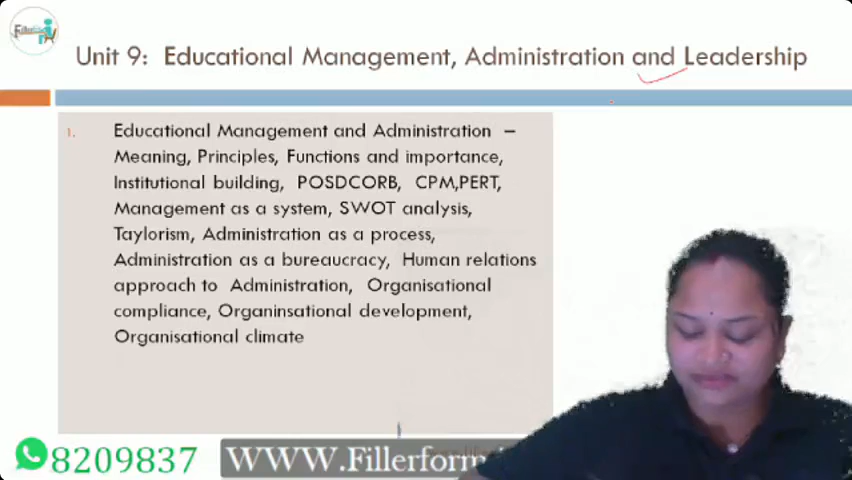 Fillerform
Unit 9: Educational Management, Administration and Leadership
1. Educational Management and Administration –
Meaning, Principles, Functions and importance,
Institutional building, POSDCORB, CPM,PERT,
Management as a system, SWOT analysis,
Taylorism, Administration as a process,
Administration as a bureaucracy, Human relations
approach to Administration, Organisational
compliance, Organinsational development,
Organisational climate
8209837
WWW.Fillerform